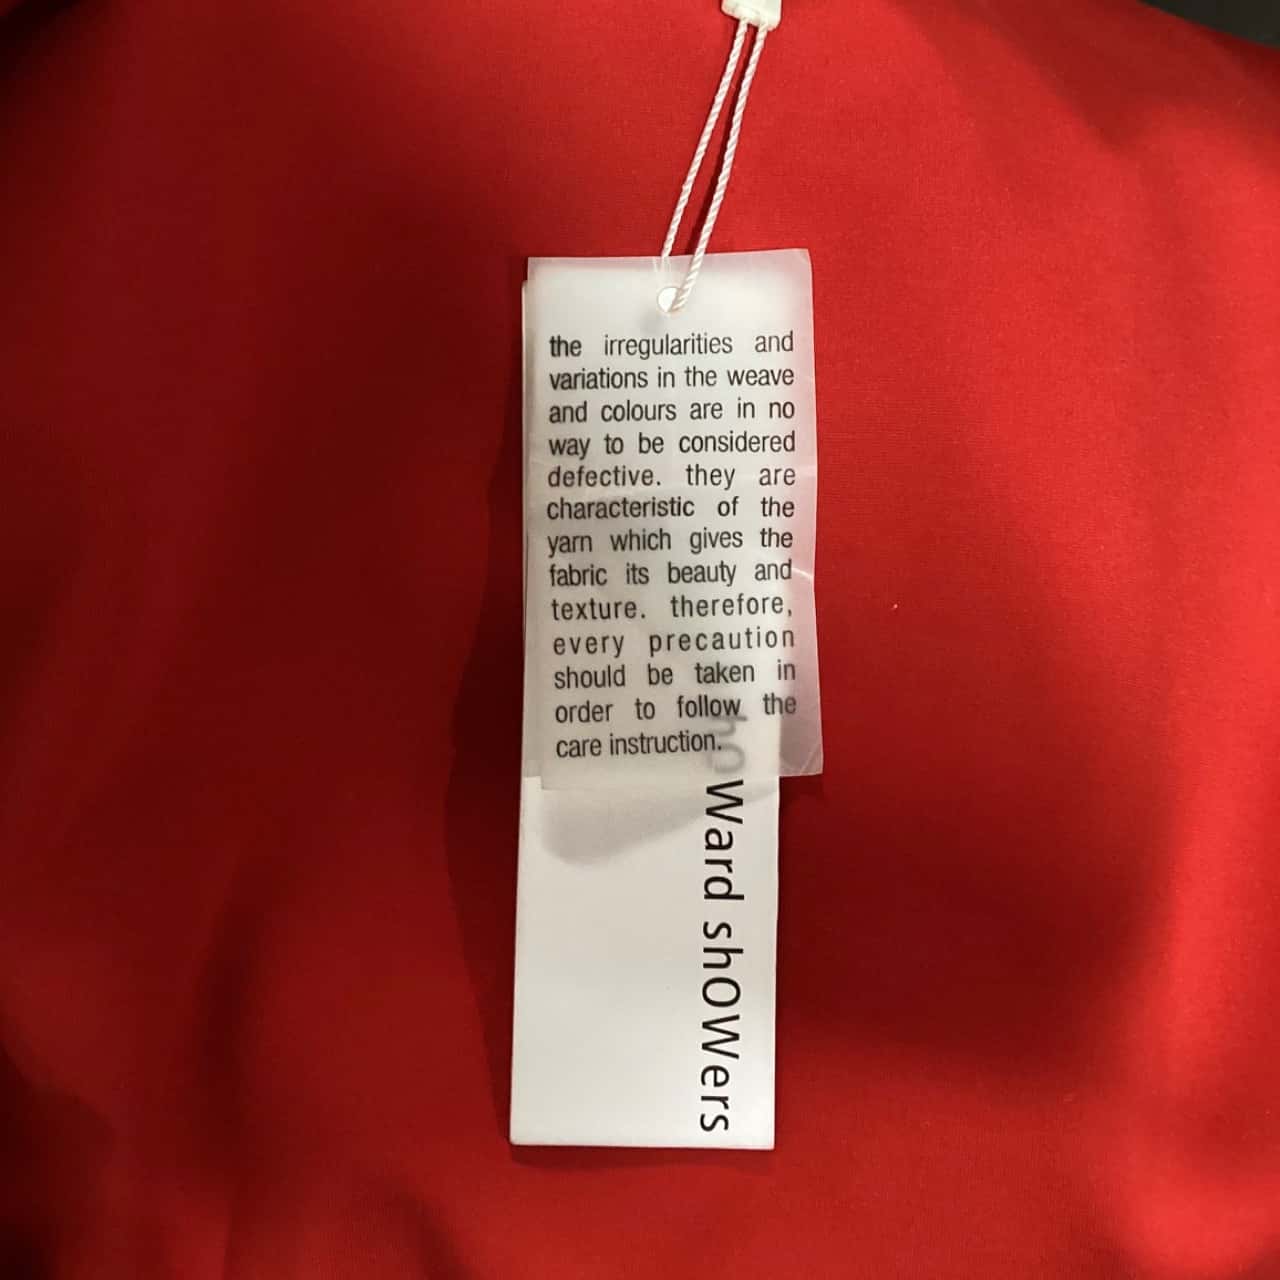 the irregularities and
variations in the weave
and colours are in no
way to be considered
defective. they are
characteristic of the
yarn which gives the
fabric its beauty and
texture. therefore,
every precaution
should be taken in
order to follow the
care instruction.
hoWard shOWers